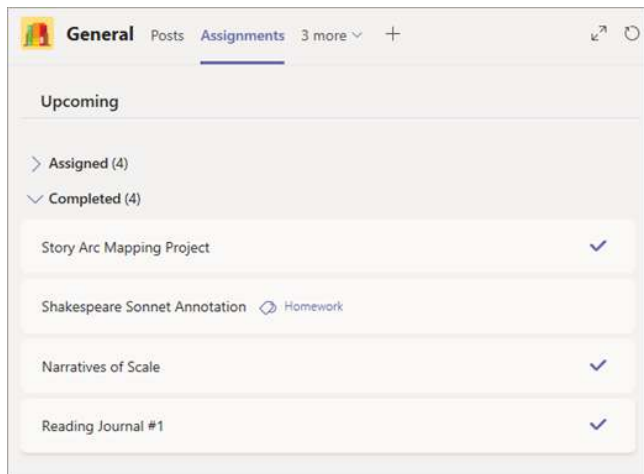 General Posts Assignments 3 more
Upcoming
Assigned (4)
Completed (4)
Story Arc Mapping Project
Shakespeare Sonnet Annotation Homework
Narratives of Scale
Reading Journal #1